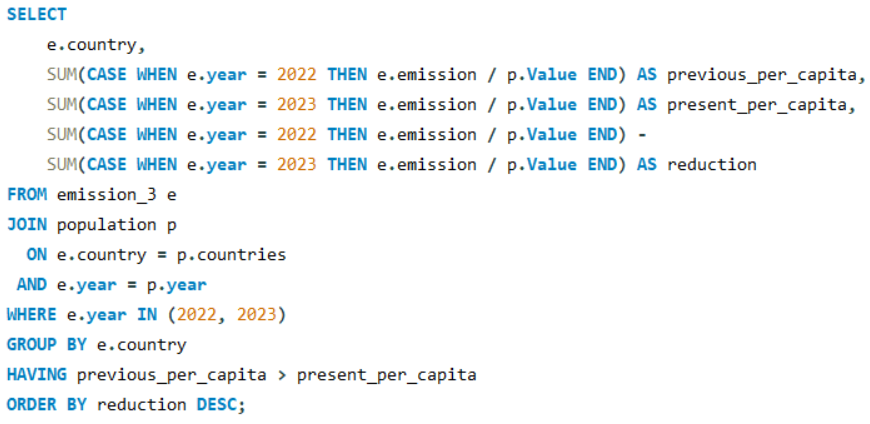 SELECT
    e.country,
    SUM(CASE WHEN e.year = 2022 THEN e.emission / p.Value END) AS previous_per_capita,
    SUM(CASE WHEN e.year = 2023 THEN e.emission / p.Value END) AS present_per_capita,
    SUM(CASE WHEN e.year = 2022 THEN e.emission / p.Value END) -
    SUM(CASE WHEN e.year = 2023 THEN e.emission / p.Value END) AS reduction
FROM emission_3 e
JOIN population p
  ON e.country = p.countries
 AND e.year = p.year
WHERE e.year IN (2022, 2023)
GROUP BY e.country
HAVING previous_per_capita > present_per_capita
ORDER BY reduction DESC;